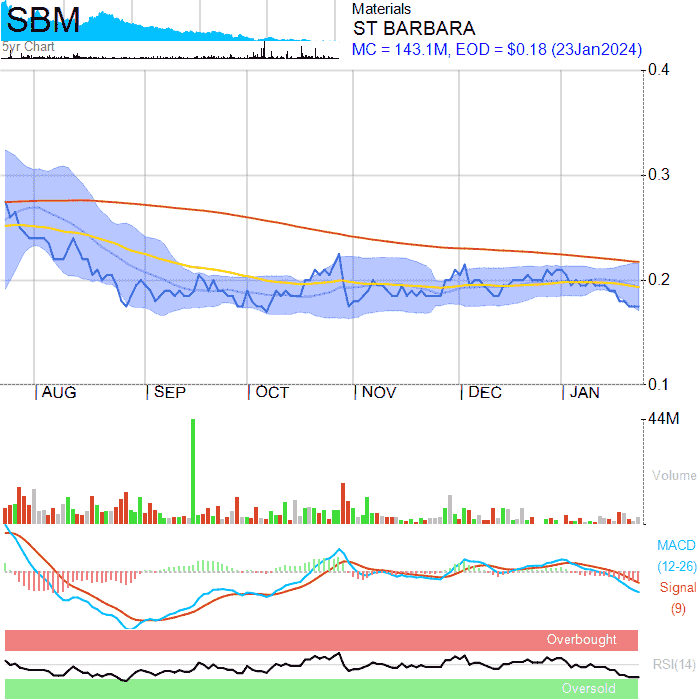 SBM
5yr Chart
Materials
ST BARBARA
MC = 143.1M, EOD = $0.18 (23Jan2024)
0.4
0.3
0.2
0.1
AUG SEP OCT NOV DEC JAN
44M
Volume
MACD
(12-26)
Signal
(9)
Overbought
RSI(14)
Oversold